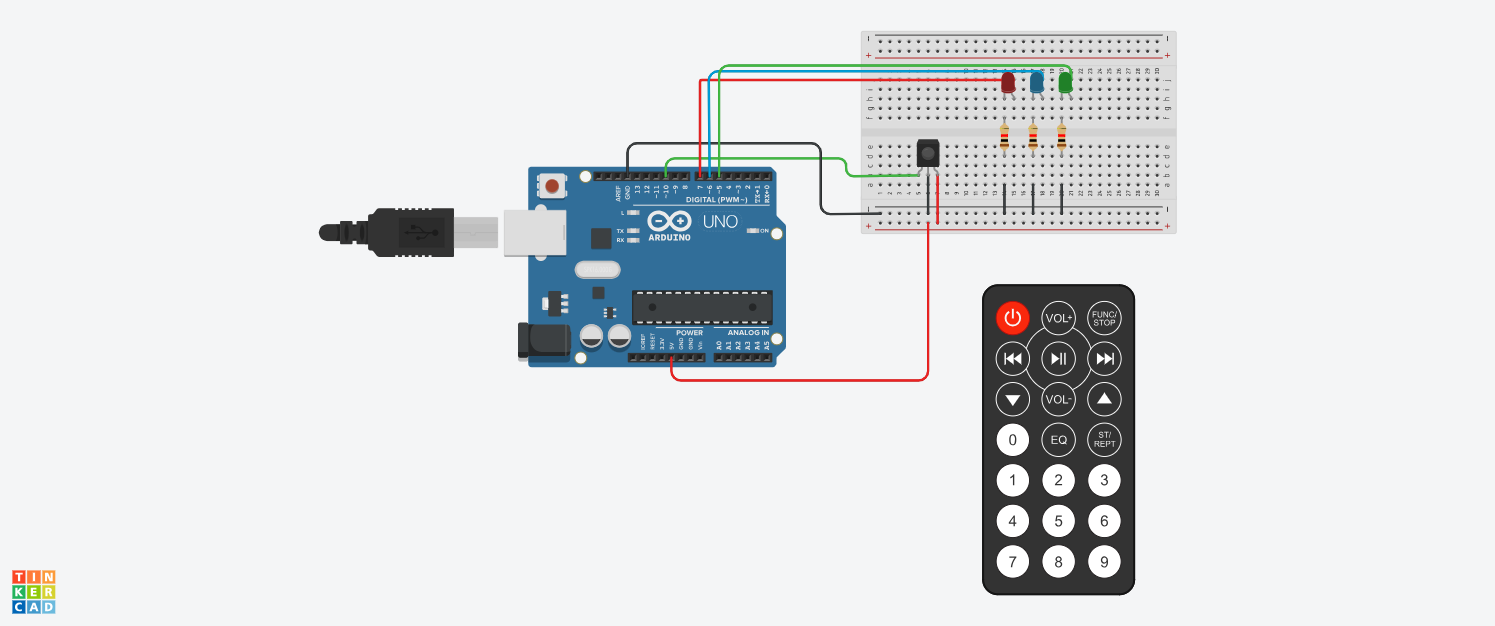 AREF
GND
13
12
~11
~10
~9
8
7
~6
~5
4
~3
2
TX→1
RX←0
DIGITAL (PWM~)
L
TX
RX
UNO
ARDUINO
ON
POWER
ANALOG IN
IOREF
RESET
3.3V
5V
GND
GND
Vin
A0
A1
A2
A3
A4
A5
VOL+
FUNC/
STOP
VOL-
0
EQ
ST/
REPT
1 2 3
4 5 6
7 8 9
TIN
KER
CAD